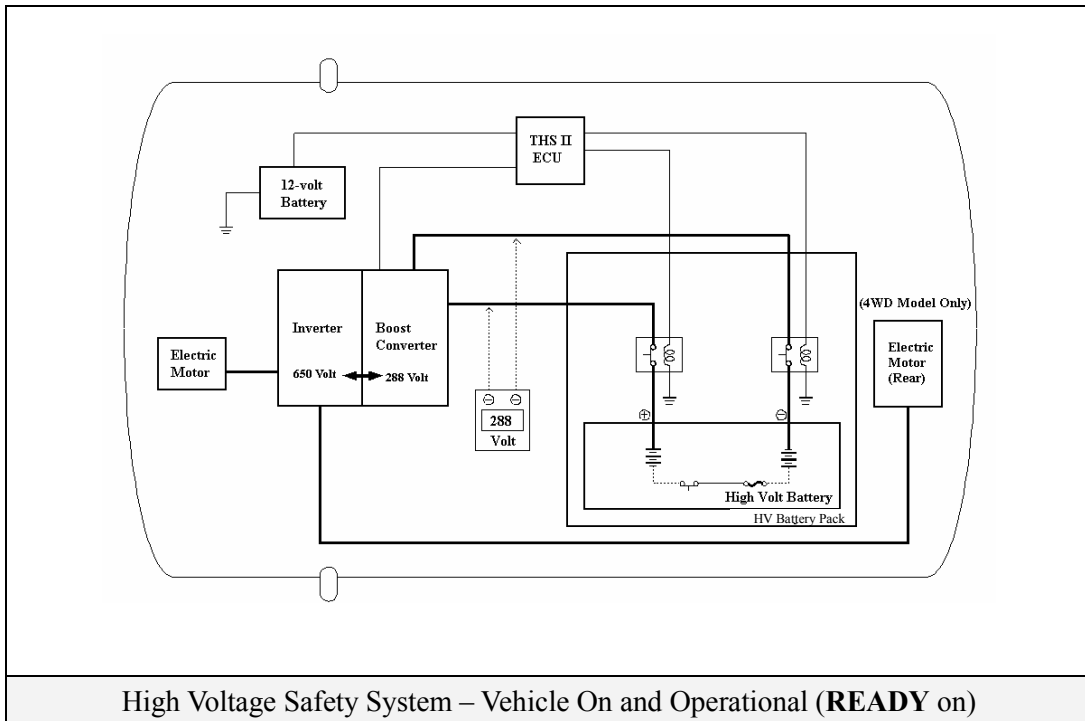 THS II
ECU
12-volt
Battery
(4WD Model Only)
Inverter
Boost
Converter
650 Volt
288 Volt
Electric
Motor
Electric
Motor
(Rear)
288
Volt
High Volt Battery
HV Battery Pack
High Voltage Safety System – Vehicle On and Operational (READY on)